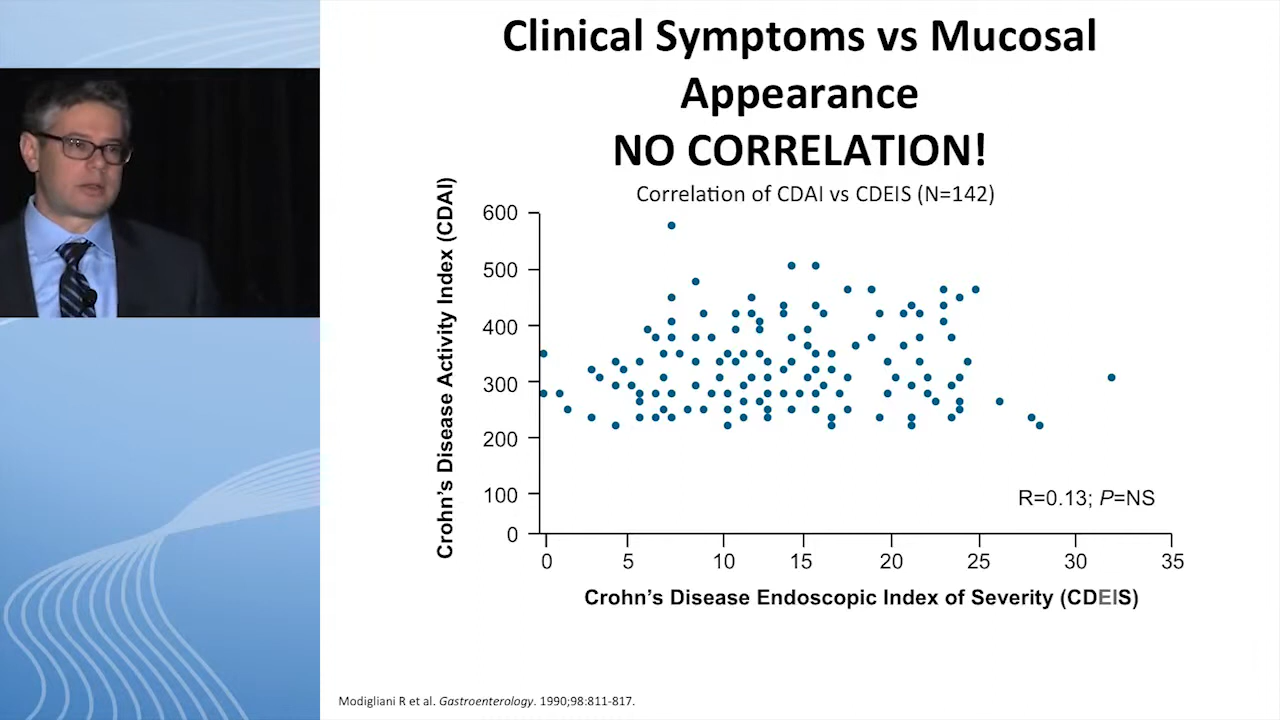 Clinical Symptoms vs Mucosal
Appearance
NO CORRELATION!
Correlation of CDAI vs CDEIS (N=142)
Crohn's Disease Activity Index (CDAI)
600
500
400
300
200
100
0
R=0.13; P=NS
0 5 10 15 20 25 30 35
Crohn's Disease Endoscopic Index of Severity (CDEIS)
Modigliani R et al. Gastroenterology. 1990;98:811-817.